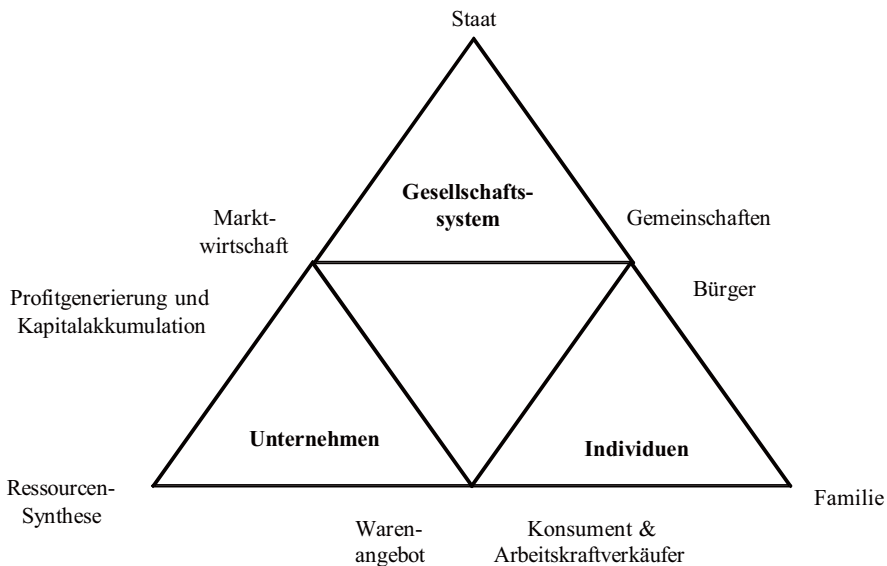 Staat
Gesellschafts-
system
Markt-
wirtschaft
Gemeinschaften
Profitgenerierung und
Kapitalakkumulation
Bürger
Unternehmen
Individuen
Ressourcen-
Synthese
Familie
Waren-
angebot
Konsument &
Arbeitskraftverkäufer